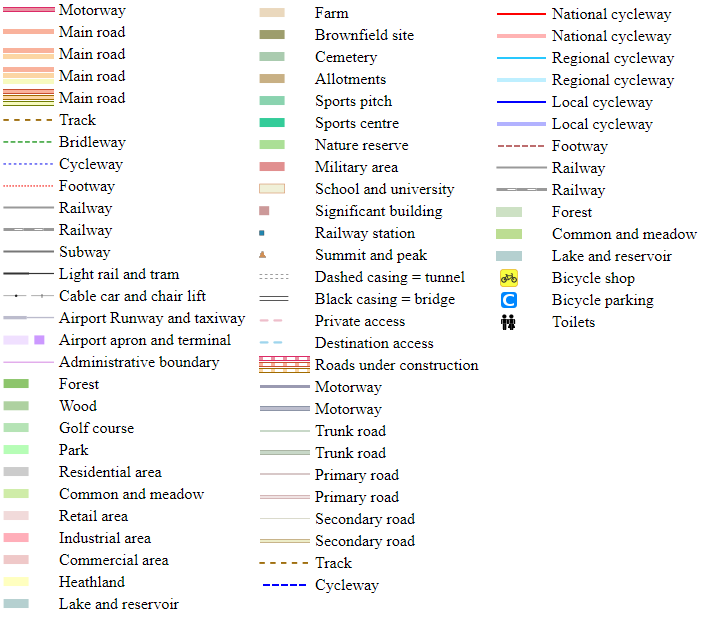 Motorway
Main road
Main road
Main road
Main road
Track
Bridleway
Cycleway
Footway
Railway
Railway
Subway
Light rail and tram
Cable car and chair lift
Airport Runway and taxiway
Airport apron and terminal
Administrative boundary
Forest
Wood
Golf course
Park
Residential area
Common and meadow
Retail area
Industrial area
Commercial area
Heathland
Lake and reservoir
Farm
Brownfield site
Cemetery
Allotments
Sports pitch
Sports centre
Nature reserve
Military area
School and university
Significant building
Railway station
Summit and peak
Dashed casing = tunnel
Black casing = bridge
Private access
Destination access
Roads under construction
Motorway
Motorway
Trunk road
Trunk road
Primary road
Primary road
Secondary road
Secondary road
Track
Cycleway
National cycleway
National cycleway
Regional cycleway
Regional cycleway
Local cycleway
Local cycleway
Footway
Railway
Railway
Forest
Common and meadow
Lake and reservoir
Bicycle shop
C Bicycle parking
Toilets